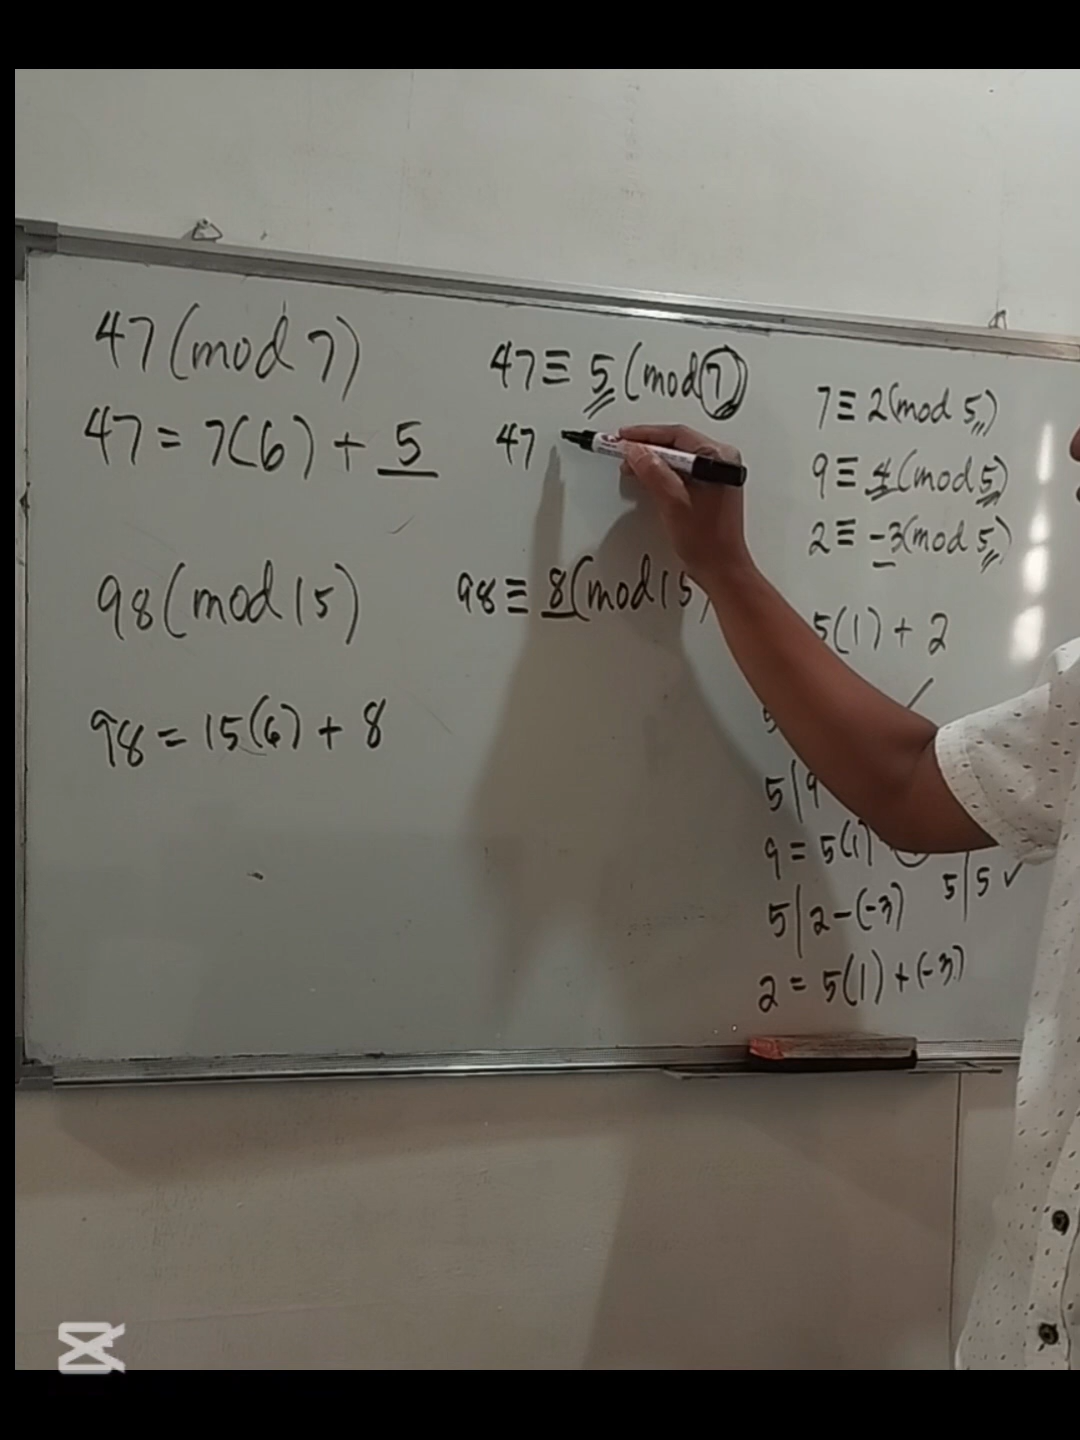 47 (mod 7)
47 = 7(6) + 5
98 (mod 15)
98 = 15(6) + 8
47 ≡ 5 (mod 7)
47
98 ≡ 8 (mod 15
7 ≡ 2 (mod 5)
9 ≡ 4 (mod 5)
2 ≡ -3 (mod 5)
5(1) + 2
5 | 9
9 = 5(1)
5 | 5 ✓
5 | 2 - (-3)
2 = 5(1) + (-3)